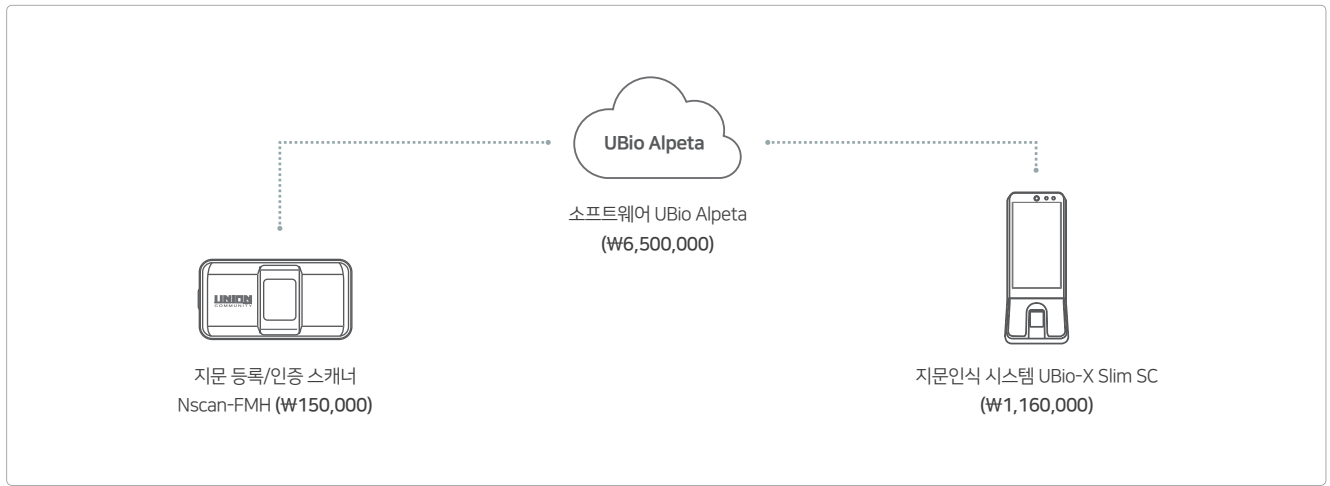 UBio Alpeta
소프트웨어 UBio Alpeta
(₩6,500,000)
UNION
COMMUNITY
지문 등록/인증 스캐너
Nscan-FMH (₩150,000)
지문인식 시스템 UBio-X Slim SC
(₩1,160,000)